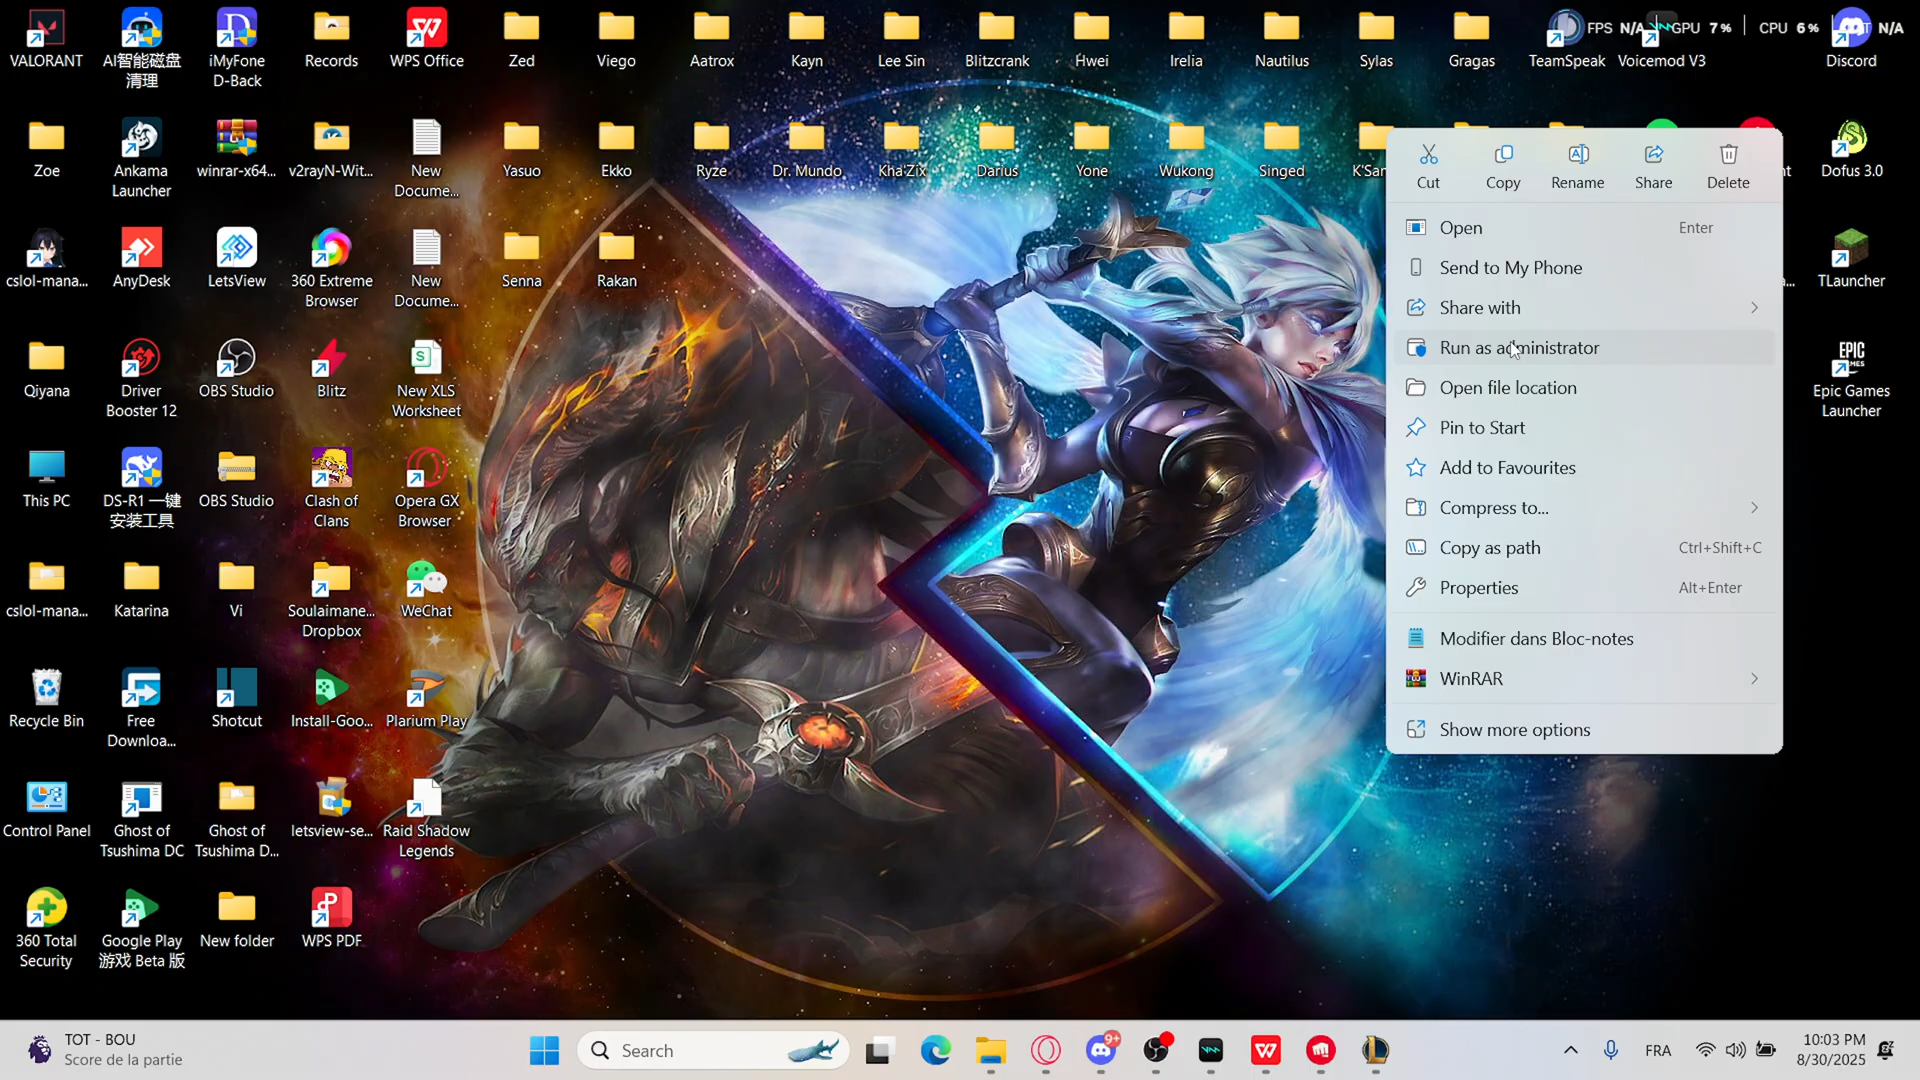 VALORANT
AI智能磁盘
清理
iMyFone
D-Back
Records
WPS Office
Zed
Viego
Aatrox
Kayn
Lee Sin
Blitzcrank
Hwei
Irelia
Nautilus
Sylas
Gragas
TeamSpeak
Voicemod V3
Discord
FPS N/A
GPU 7 %
CPU 6 %
N/A
Zoe
Ankama
Launcher
winrar-x64...
v2rayN-Wit...
New
Docume...
Yasuo
Ekko
Ryze
Dr. Mundo
Kha'Zix
Darius
Yone
Wukong
Singed
K'San
Dofus 3.0
cslol-mana...
AnyDesk
LetsView
360 Extreme
Browser
New
Docume...
Senna
Rakan
TLauncher
Qiyana
Driver
Booster 12
OBS Studio
Blitz
New XLS
Worksheet
EPIC
GAMES
Epic Games
Launcher
This PC
DS-R1 一键
安装工具
OBS Studio
Clash of
Clans
Opera GX
Browser
cslol-mana...
Katarina
Vi
Soulaimane...
Dropbox
WeChat
Recycle Bin
Free
Downloa...
Shotcut
Install-Goo...
Plarium Play
Control Panel
Ghost of
Tsushima DC
Ghost of
Tsushima D...
letsview-se...
Raid Shadow
Legends
360 Total
Security
Google Play
游戏 Beta 版
New folder
WPS PDF
Cut
Copy
Rename
Share
Delete
Open Enter
Send to My Phone
Share with
Run as administrator
Open file location
Pin to Start
Add to Favourites
Compress to...
Copy as path Ctrl+Shift+C
Properties Alt+Enter
Modifier dans Bloc-notes
WinRAR
Show more options
TOT - BOU
Score de la partie
Search
9+
FRA
10:03 PM
8/30/2025